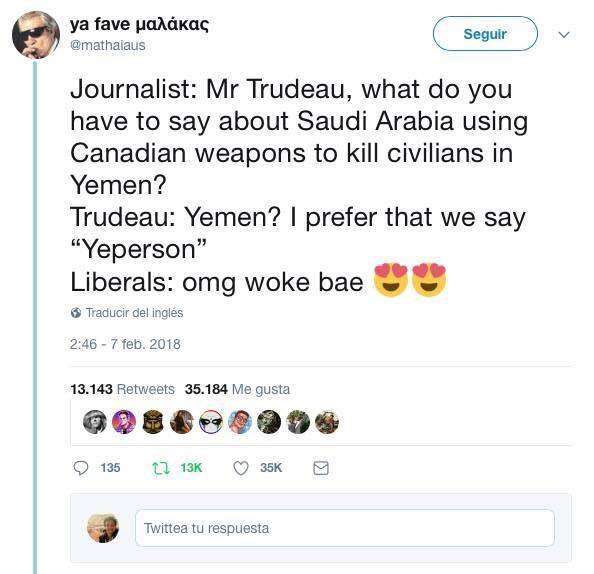 ya fave μαλάκας
@mathaiaus
Seguir
Journalist: Mr Trudeau, what do you
have to say about Saudi Arabia using
Canadian weapons to kill civilians in
Yemen?
Trudeau: Yemen? I prefer that we say
“Yeperson”
Liberals: omg woke bae 😍😍
Traducir del inglés
2:46 - 7 feb. 2018
13.143 Retweets 35.184 Me gusta
135 13K 35K
Twittea tu respuesta